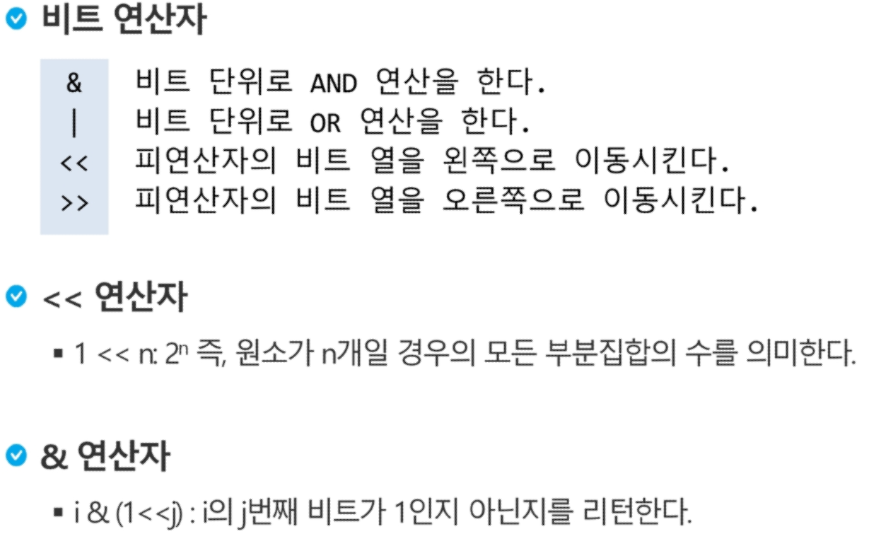 비트 연산자
& 비트 단위로 AND 연산을 한다.
| 비트 단위로 OR 연산을 한다.
<< 피연산자의 비트 열을 왼쪽으로 이동시킨다.
>> 피연산자의 비트 열을 오른쪽으로 이동시킨다.
<< 연산자
▪ 1 << n: 2ⁿ 즉, 원소가 n개일 경우의 모든 부분집합의 수를 의미한다.
& 연산자
▪ i & (1<<j) : i의 j번째 비트가 1인지 아닌지를 리턴한다.